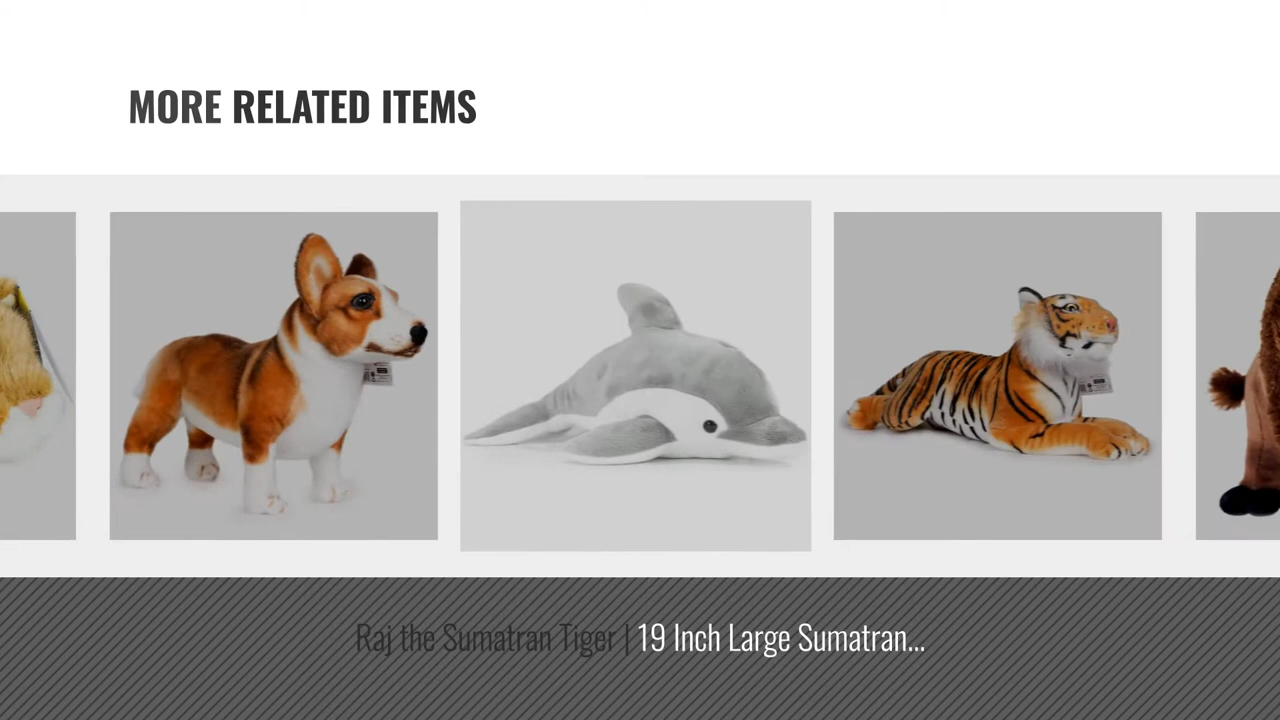 MORE RELATED ITEMS
Raj the Sumatran Tiger | 19 Inch Large Sumatran...